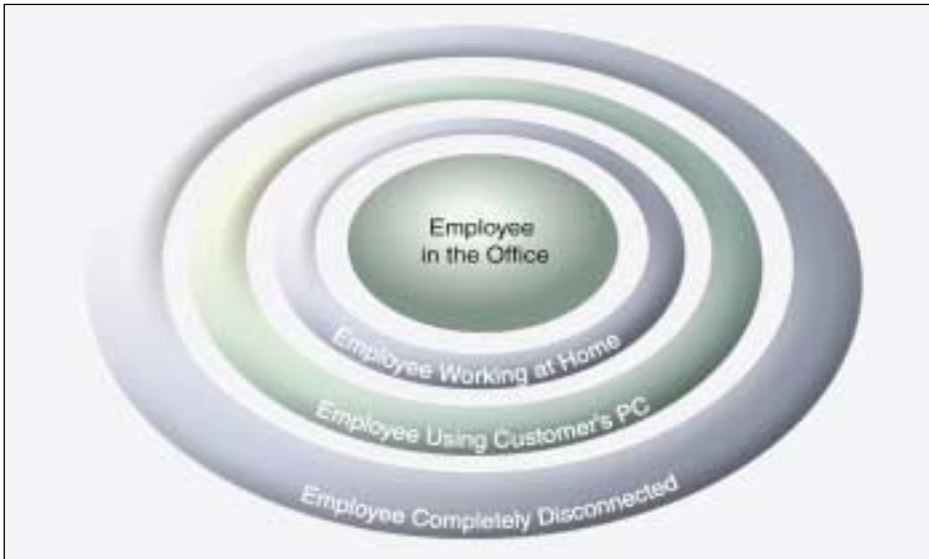 Employee
in the Office
Employee Working at Home
Employee Using Customer's PC
Employee Completely Disconnected